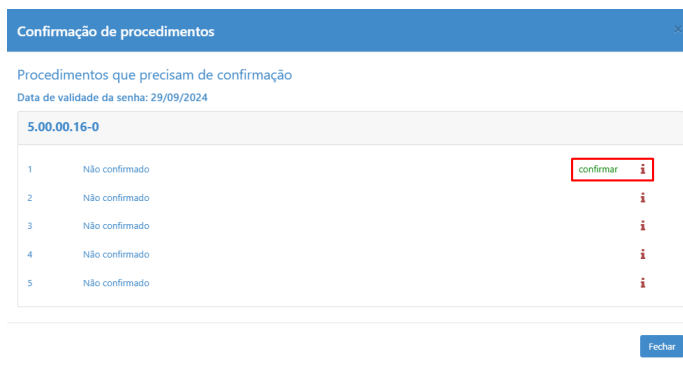 Confirmação de procedimentos ×
Procedimentos que precisam de confirmação
Data de validade da senha: 29/09/2024
5.00.00.16-0
1 Não confirmado confirmar i
2 Não confirmado i
3 Não confirmado i
4 Não confirmado i
5 Não confirmado i
Fechar